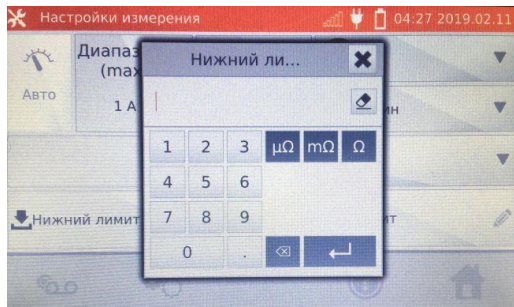 Настройки измерения 04:27 2019.02.11
Нижний ли...
Диапаз
(max
Авто
1 А
ин
1 2 3 μΩ mΩ Ω
4 5 6
7 8 9
Нижний лимит
ит
0 .